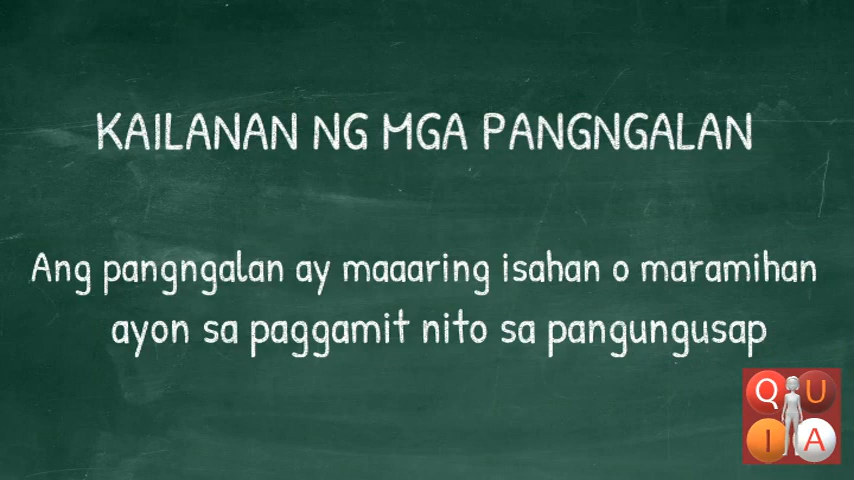 KAILANAN NG MGA PANGNGALAN
Ang pangngalan ay maaaring isahan o maramihan
ayon sa paggamit nito sa pangungusap
Q U
I A